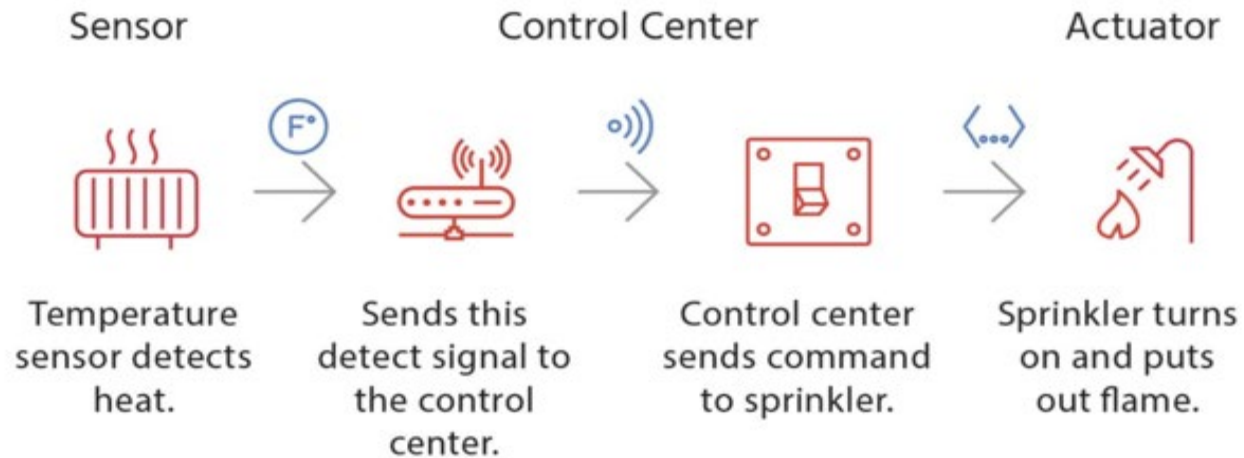 Sensor
Control Center
Actuator
F°
Temperature
sensor detects
heat.
Sends this
detect signal to
the control
center.
Control center
sends command
to sprinkler.
Sprinkler turns
on and puts
out flame.